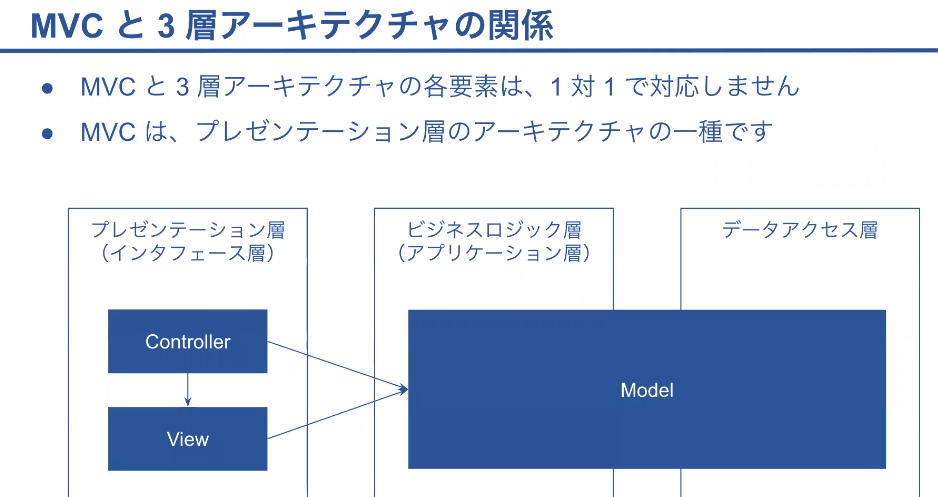 MVC と 3 層アーキテクチャの関係
● MVC と 3 層アーキテクチャの各要素は、1 対 1 で対応しません
● MVC は、プレゼンテーション層のアーキテクチャの一種です
プレゼンテーション層
（インタフェース層）
Controller
View
ビジネスロジック層
（アプリケーション層）
データアクセス層
Model